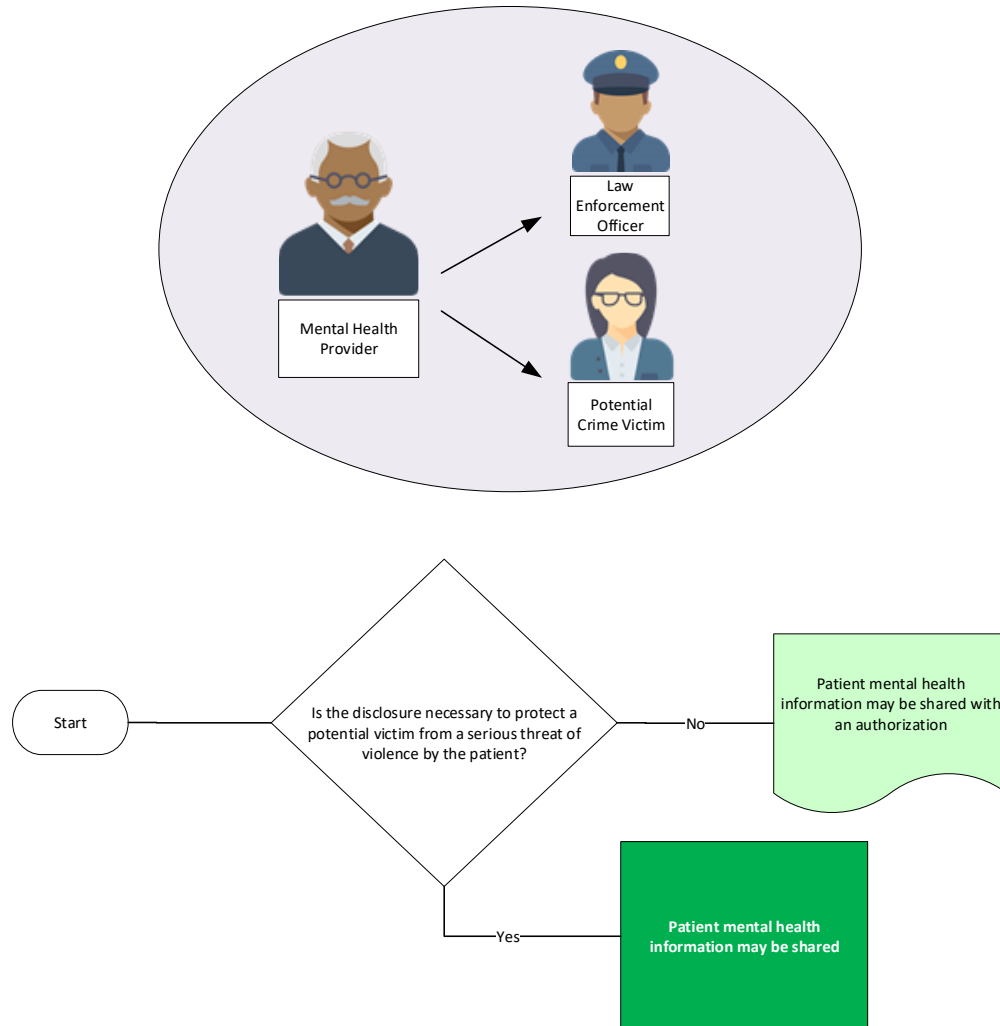 Law
Enforcement
Officer
Mental Health
Provider
Potential
Crime Victim
Start
Is the disclosure necessary to protect a
potential victim from a serious threat of
violence by the patient?
No
Patient mental health
information may be shared with
an authorization
Yes
Patient mental health
information may be shared